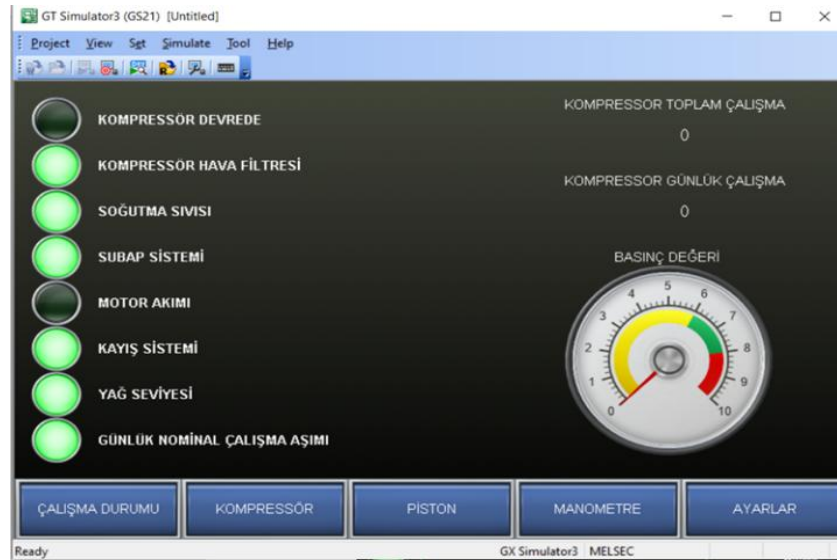 GT Simulator3 (GS21) [Untitled]
Project View Set Simulate Tool Help
KOMPRESSÖR DEVREDE
KOMPRESSÖR HAVA FİLTRESİ
SOĞUTMA SIVISI
SUBAP SİSTEMİ
MOTOR AKIMI
KAYIŞ SİSTEMİ
YAĞ SEVİYESİ
GÜNLÜK NOMİNAL ÇALIŞMA AŞIMI
KOMPRESSOR TOPLAM ÇALIŞMA
0
KOMPRESSOR GÜNLÜK ÇALIŞMA
0
BASINÇ DEĞERİ
0 1 2 3 4 5 6 7 8 9 10
ÇALIŞMA DURUMU KOMPRESSÖR PİSTON MANOMETRE AYARLAR
Ready GX Simulator3 MELSEC